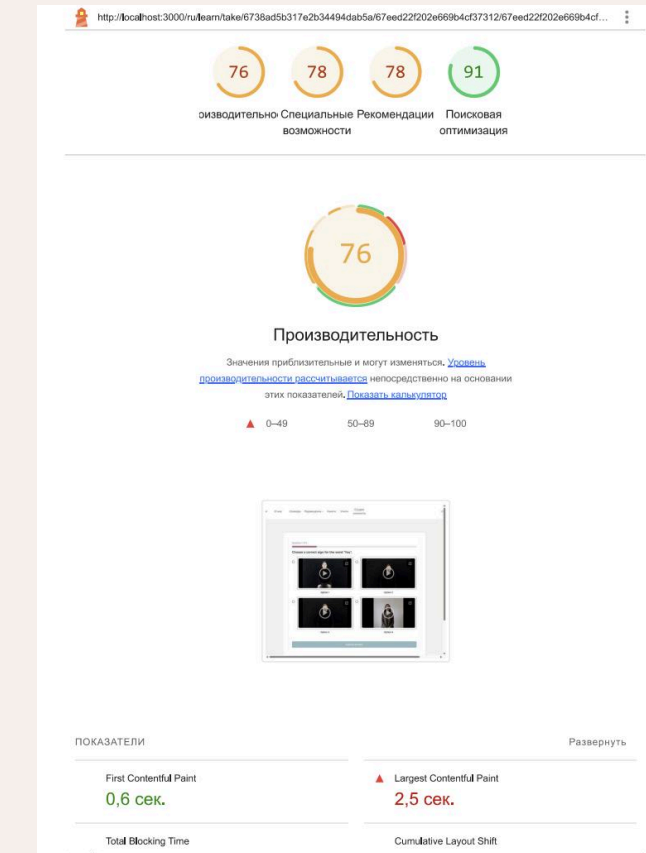 http://localhost:3000/ru/learn/take/6738ad5b317e2b34494dab5a/67eed22f202e669b4cf37312/67eed22f202e669b4cf...
76
78
78
91
оизводительно Специальные Рекомендации Поисковая
возможности оптимизация
76
Производительность
Значения приблизительные и могут изменяться. Уровень
производительности рассчитывается непосредственно на основании
этих показателей. Показать калькулятор
0–49 50–89 90–100
ПОКАЗАТЕЛИ Развернуть
First Contentful Paint Largest Contentful Paint
0,6 сек. 2,5 сек.
Total Blocking Time Cumulative Layout Shift